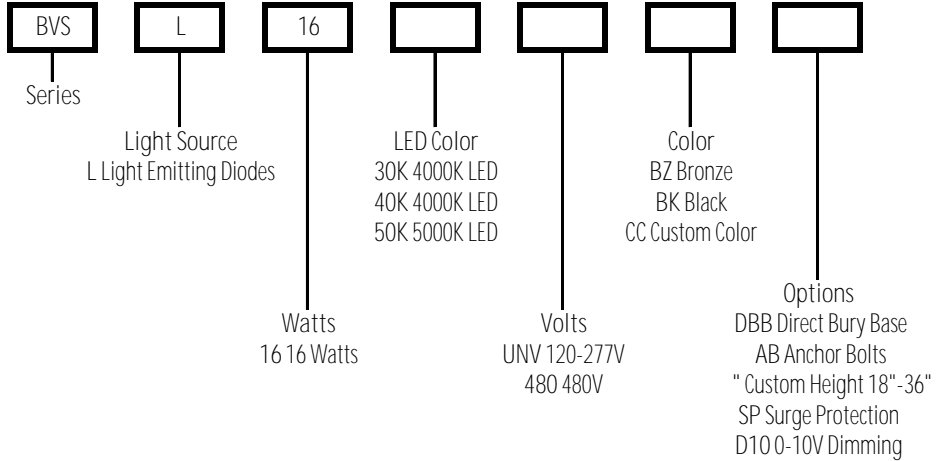 BVS L 16
Series
Light Source
L Light Emitting Diodes
LED Color
30K 4000K LED
40K 4000K LED
50K 5000K LED
Color
BZ Bronze
BK Black
CC Custom Color
Watts
16 16 Watts
Volts
UNV 120-277V
480 480V
Options
DBB Direct Bury Base
AB Anchor Bolts
" Custom Height 18"-36"
SP Surge Protection
D10 0-10V Dimming